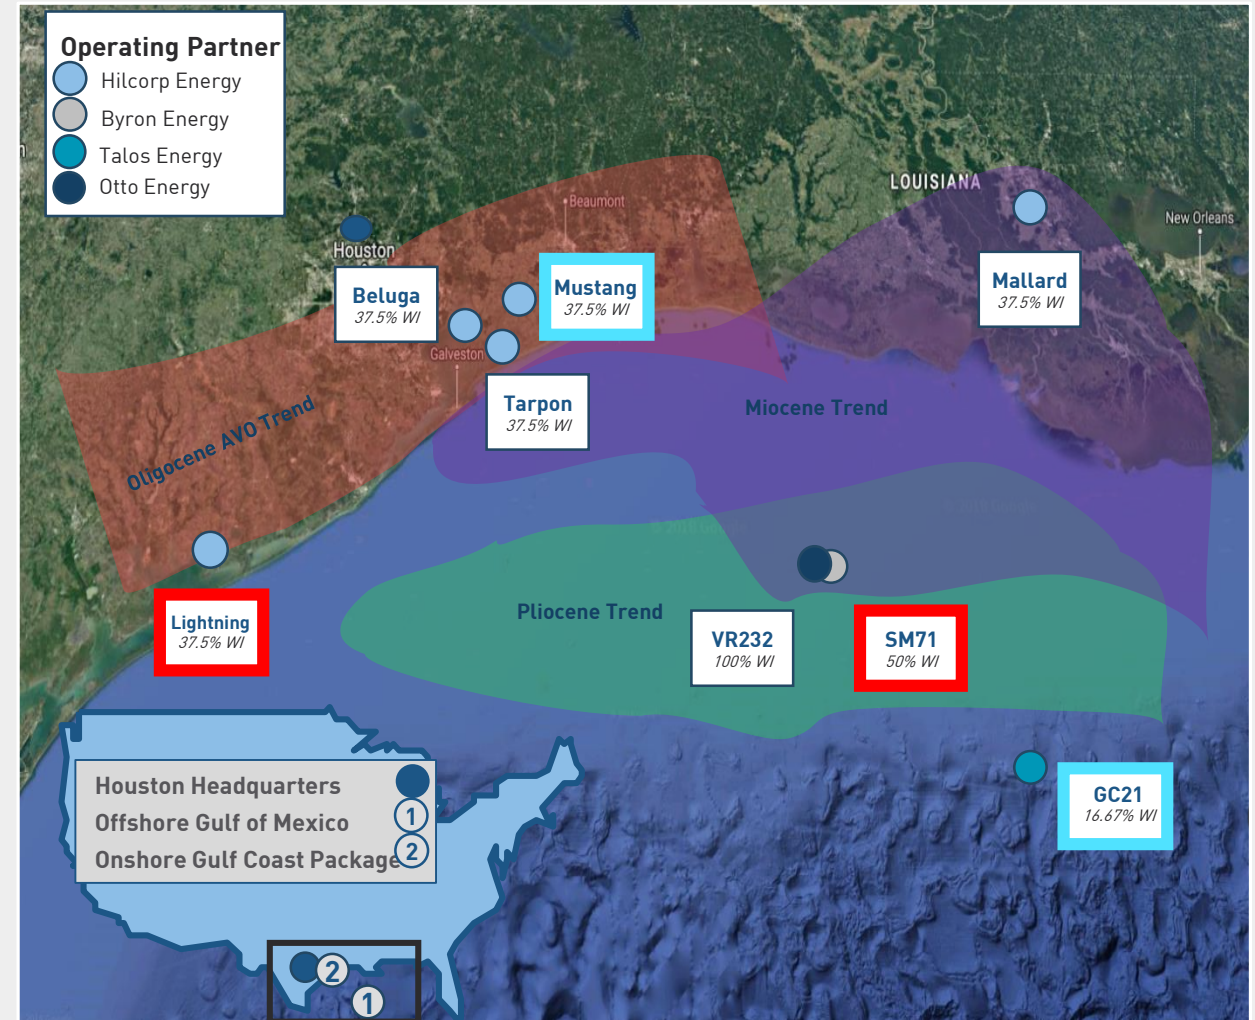 Operating Partner
Hilcorp Energy
Byron Energy
Talos Energy
Otto Energy
LOUISIANA
Beaumont
New Orleans
Houston
Beluga
37.5% WI
Mustang
37.5% WI
Mallard
37.5% WI
Galveston
Tarpon
37.5% WI
Miocene Trend
Oligocene AVO Trend
Pliocene Trend
Lightning
37.5% WI
VR232
100% WI
SM71
50% WI
GC21
16.67% WI
Houston Headquarters
Offshore Gulf of Mexico 1
Onshore Gulf Coast Package 2
2
1